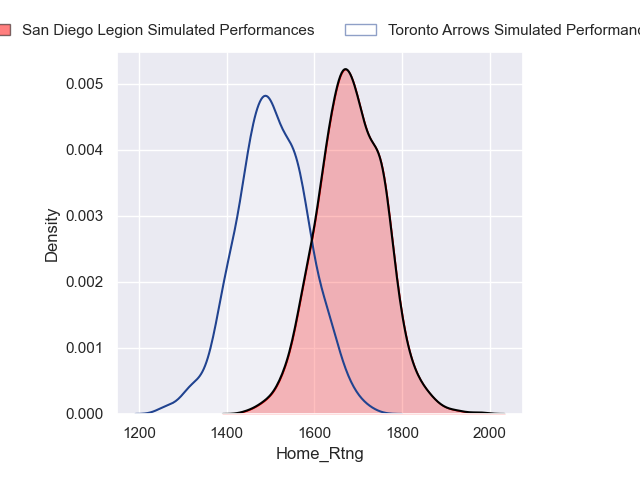 San Diego Legion Simulated Performances Toronto Arrows Simulated
0.005
0.004
0.003
0.002
0.001
0.000
Density
1200 1400 1600 1800 2000
Home_Rtng